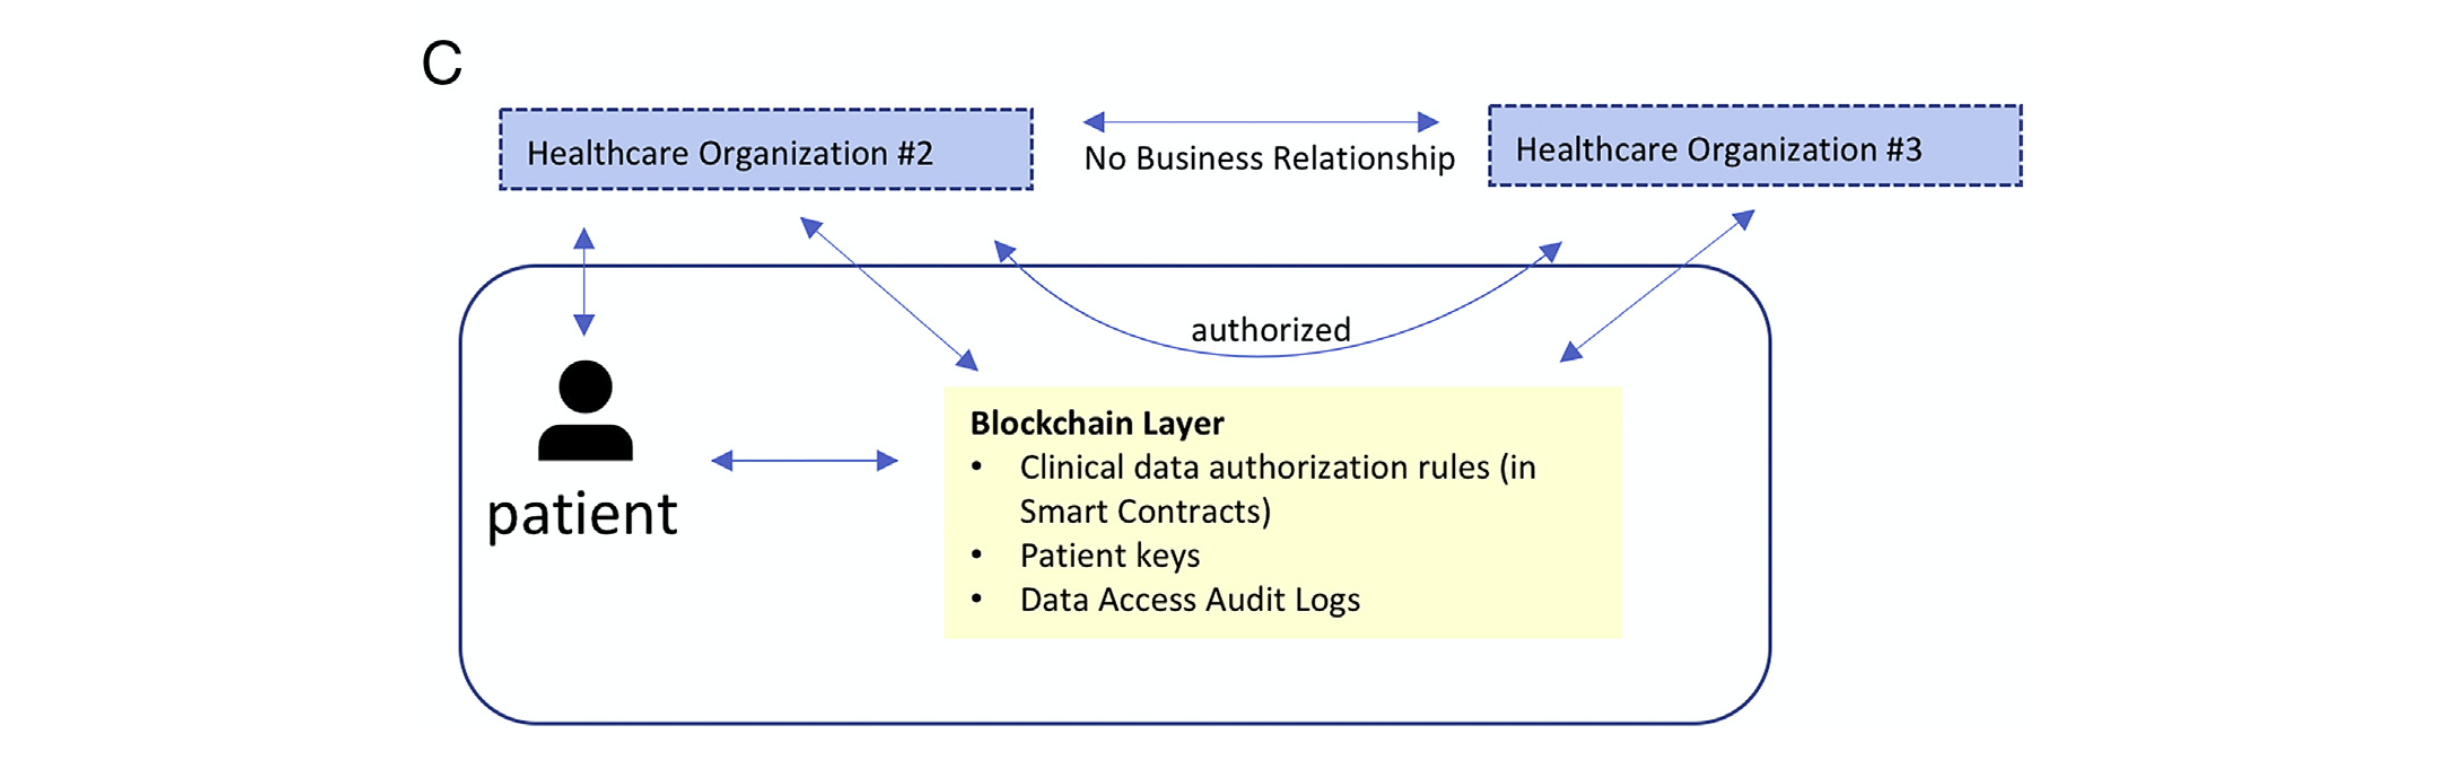 C
Healthcare Organization #2
No Business Relationship
Healthcare Organization #3
authorized
patient
Blockchain Layer
• Clinical data authorization rules (in
Smart Contracts)
• Patient keys
• Data Access Audit Logs